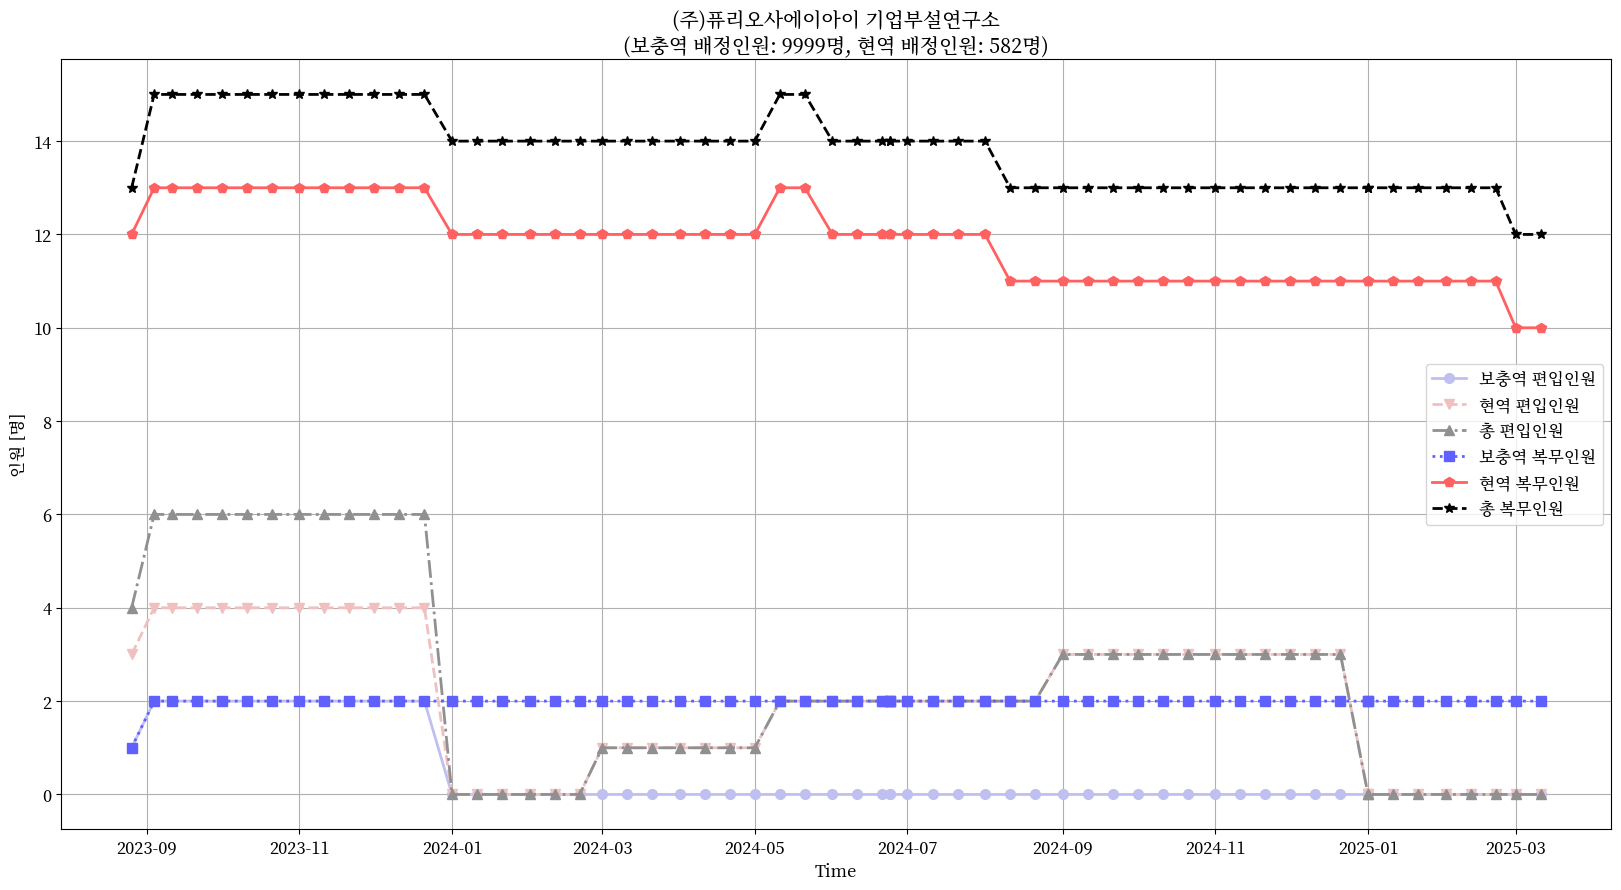 (주)퓨리오사에이아이 기업부설연구소
(보충역 배정인원: 9999명, 현역 배정인원: 582명)
인원 [명]
14
12
10
8
6
4
2
0
보충역 편입인원
현역 편입인원
총 편입인원
보충역 복무인원
현역 복무인원
총 복무인원
2023-09 2023-11 2024-01 2024-03 2024-05 2024-07 2024-09 2024-11 2025-01 2025-03
Time